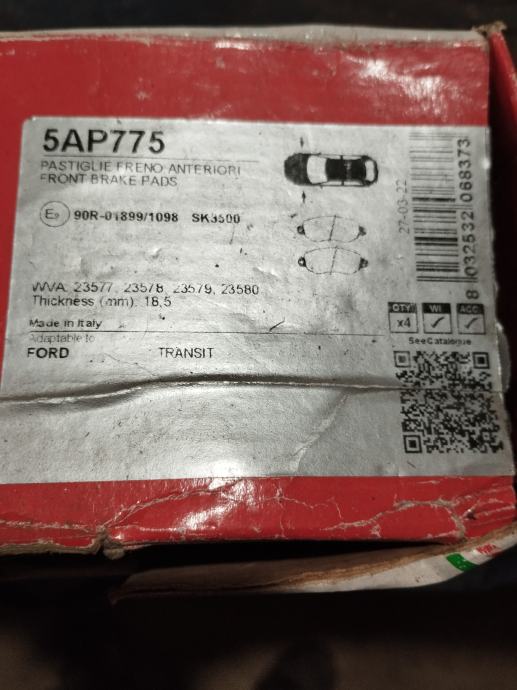 5AP775
PASTIGLIE FRENO ANTERIORI
FRONT BRAKE PADS
E9 90R-01899/1098 SK3500
WVA: 23577, 23578, 23579, 23580
Thickness (mm): 18,5
Made in Italy
Adaptable to
FORD TRANSIT
27-03-22
8 032532 068373
QTY WI ACC.
x4 ✓ ✓
See Catalogue